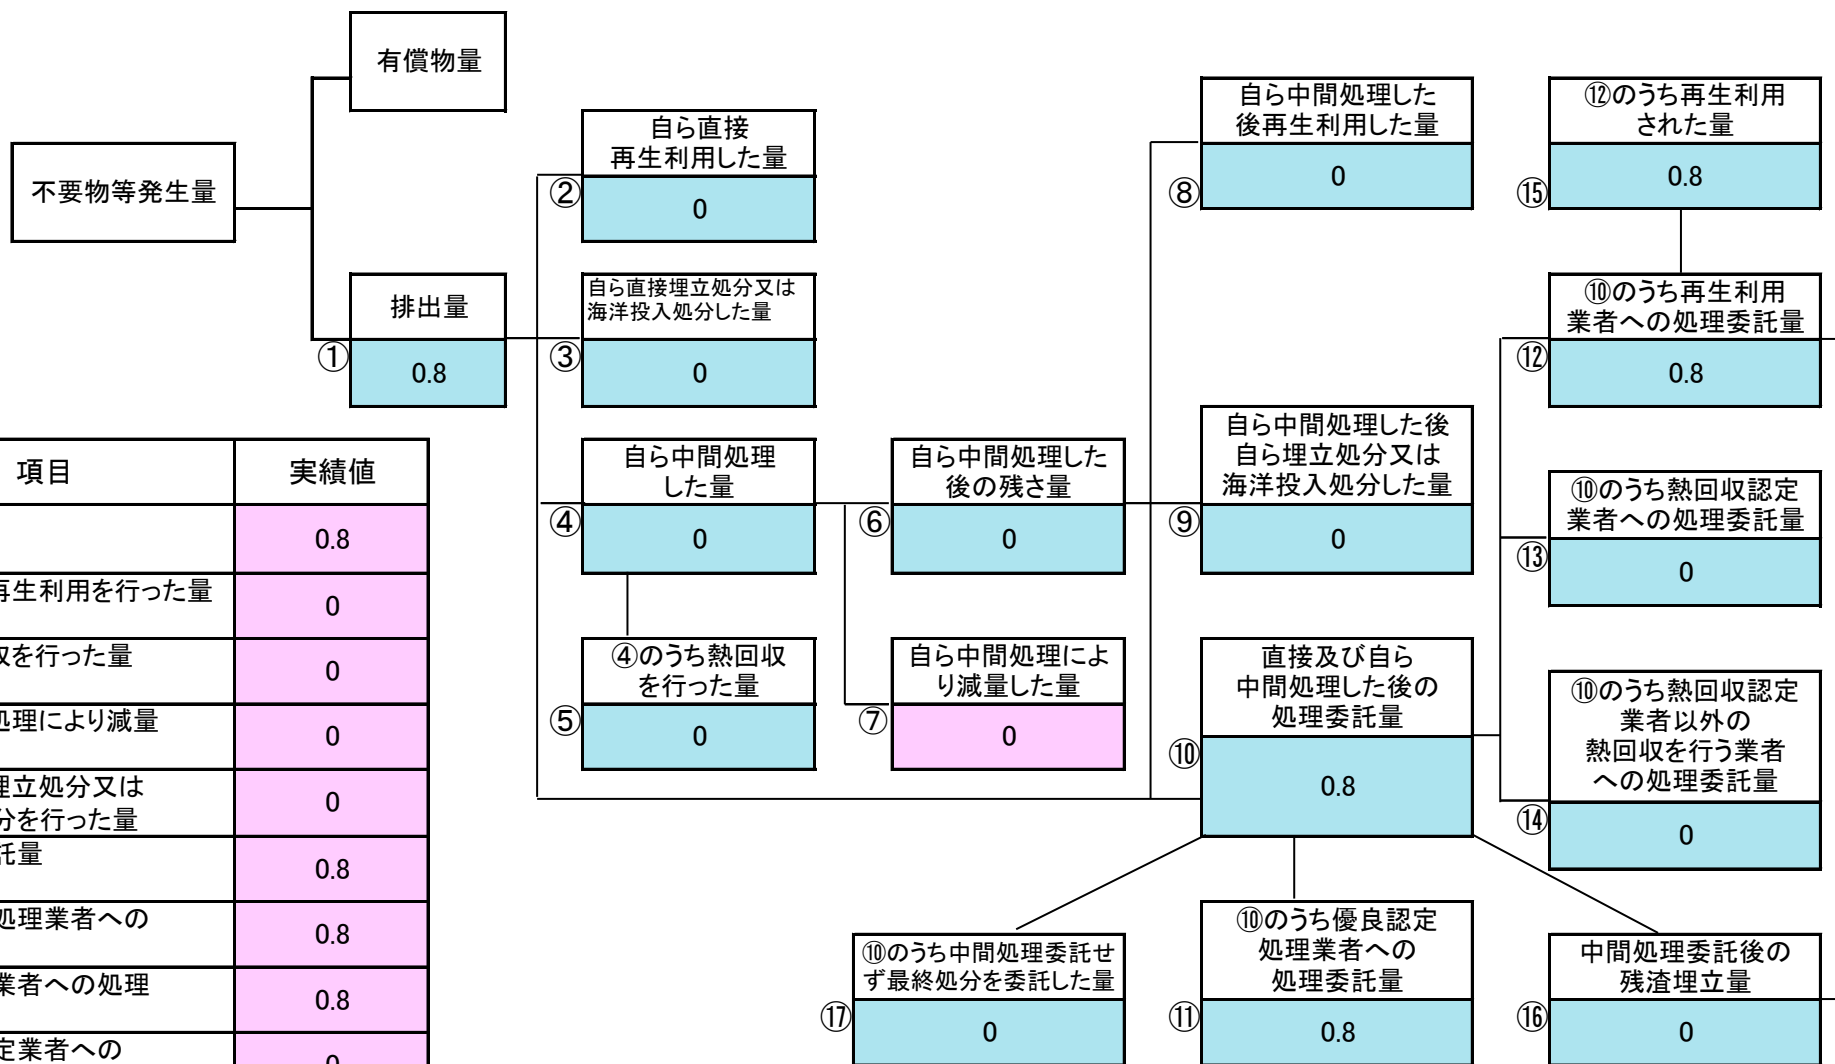 有償物量
不要物等発生量
排出量
①
0.8
自ら直接
再生利用した量
②
0
自ら直接埋立処分又は
海洋投入処分した量
③
0
自ら中間処理
した量
④
0
④のうち熱回収
を行った量
⑤
0
自ら中間処理した
後の残さ量
⑥
0
自ら中間処理によ
り減量した量
⑦
0
自ら中間処理した
後再生利用した量
⑧
0
自ら中間処理した後
自ら埋立処分又は
海洋投入処分した量
⑨
0
直接及び自ら
中間処理した後の
処理委託量
⑩
0.8
⑫のうち再生利用
された量
⑮
0.8
⑩のうち再生利用
業者への処理委託量
⑫
0.8
⑩のうち熱回収認定
業者への処理委託量
⑬
0
⑩のうち熱回収認定
業者以外の
熱回収を行う業者
への処理委託量
⑭
0
⑩のうち中間処理委託せ
ず最終処分を委託した量
⑰
0
⑩のうち優良認定
処理業者への
処理委託量
⑪
0.8
中間処理委託後の
残渣埋立量
⑯
0
項目 実績値
0.8
再生利用を行った量
0
を行った量
0
処理により減量
0
埋立処分又は
分を行った量
0
託量
0.8
処理業者への
0.8
業者への処理
0.8
定業者への
0